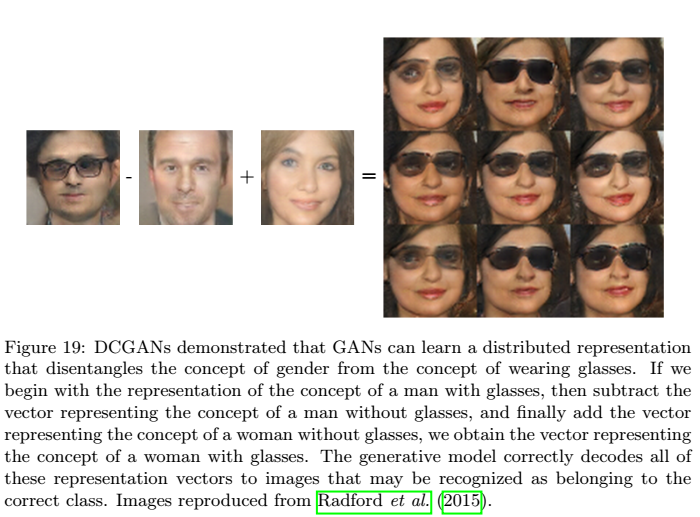 - + =
Figure 19: DCGANs demonstrated that GANs can learn a distributed representation
that disentangles the concept of gender from the concept of wearing glasses. If we
begin with the representation of the concept of a man with glasses, then subtract the
vector representing the concept of a man without glasses, and finally add the vector
representing the concept of a woman without glasses, we obtain the vector representing
the concept of a woman with glasses. The generative model correctly decodes all of
these representation vectors to images that may be recognized as belonging to the
correct class. Images reproduced from Radford et al. (2015).